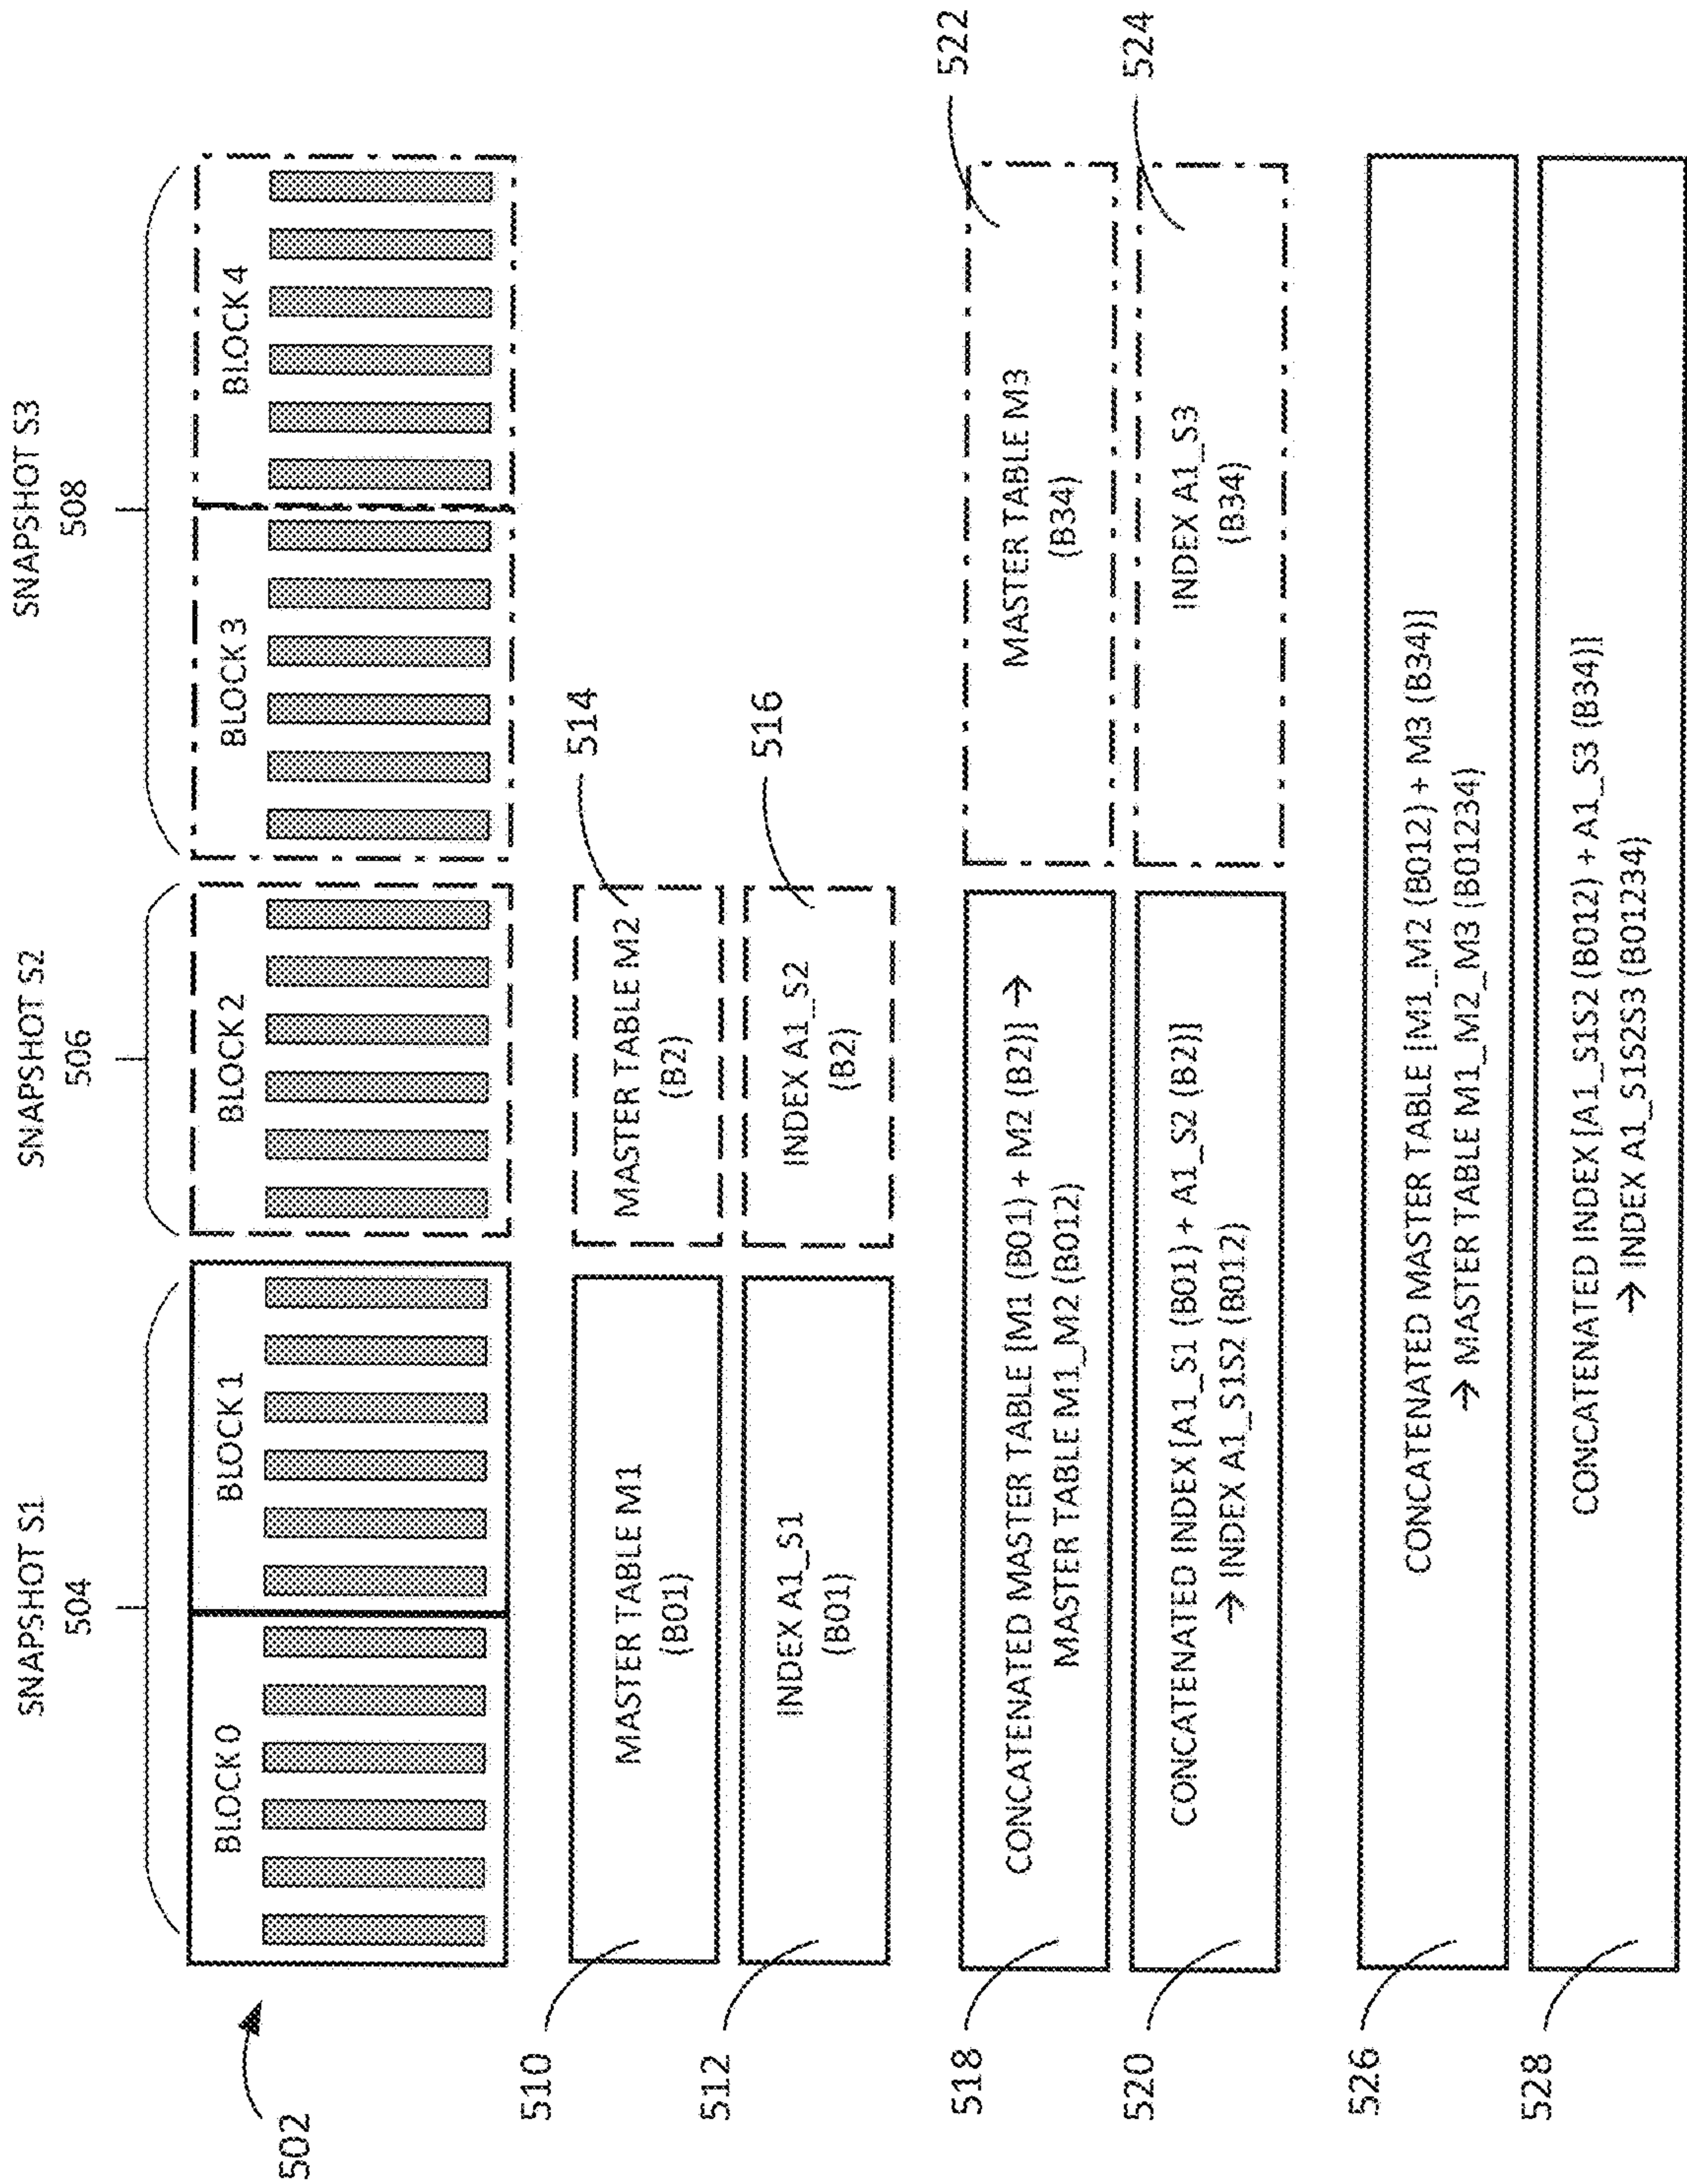 SNAPSHOT S1
504
SNAPSHOT S2
506
SNAPSHOT S3
508
502
BLOCK 0
BLOCK 1
BLOCK 2
BLOCK 3
BLOCK 4
510
MASTER TABLE M1
(B01)
MASTER TABLE M2
(B2)
514
512
INDEX A1_S1
(B01)
INDEX A1_S2
(B2)
516
518
CONCATENATED MASTER TABLE [M1 (B01) + M2 (B2)] →
MASTER TABLE M1_M2 (B012)
MASTER TABLE M3
(B34)
522
520
CONCATENATED INDEX [A1_S1 (B01) + A1_S2 (B2)]
→ INDEX A1_S1S2 (B012)
INDEX A1_S3
(B34)
524
526
CONCATENATED MASTER TABLE [M1_M2 (B012) + M3 (B34)]
→ MASTER TABLE M1_M2_M3 (B01234)
528
CONCATENATED INDEX [A1_S1S2 (B012) + A1_S3 (B34)]
→ INDEX A1_S1S2S3 (B01234)